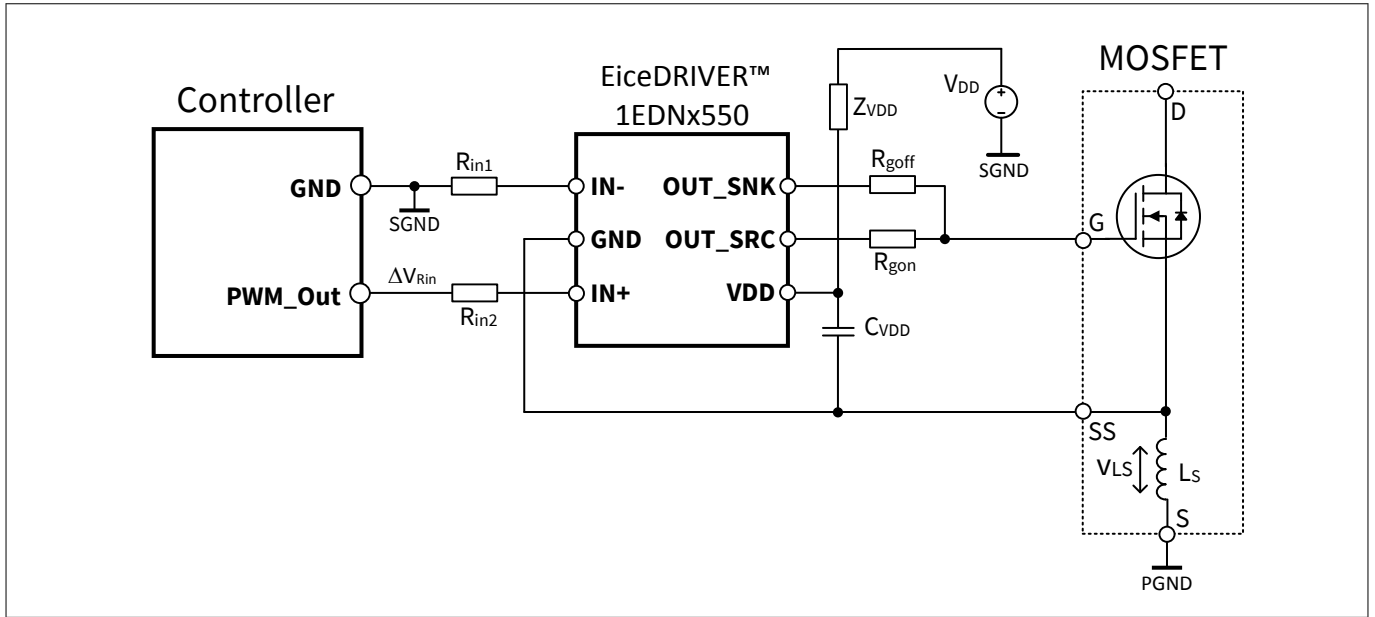 Controller
GND
PWM_Out
SGND
Rin1
ΔVRin
Rin2
EiceDRIVER™
1EDNx550
IN-
GND
IN+
OUT_SNK
OUT_SRC
VDD
ZVDD
VDD
SGND
Rgoff
Rgon
CVDD
MOSFET
D
G
SS
vLS
LS
S
PGND